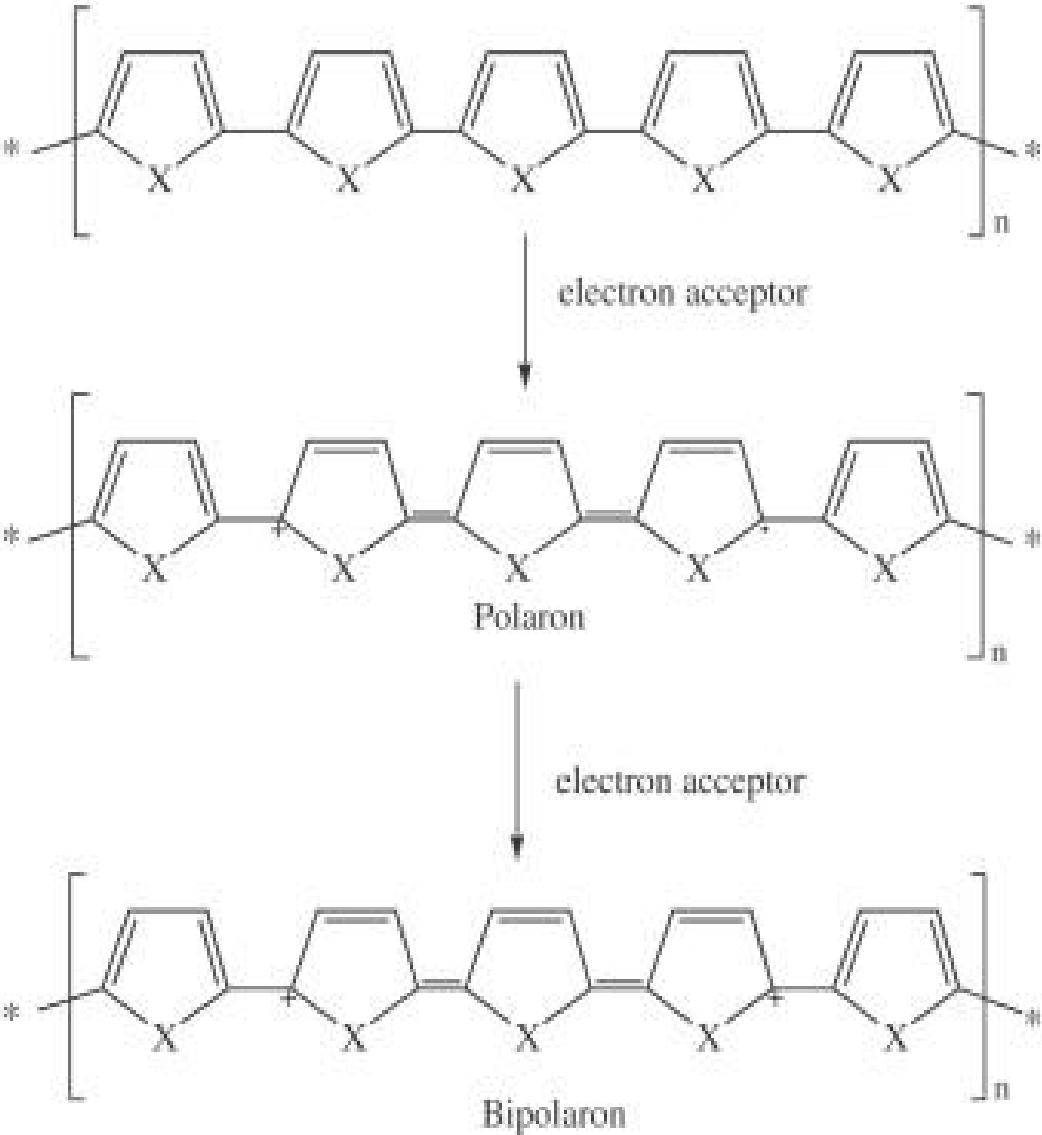 * X X X X X *
n
electron acceptor
* + · *
X X X X X
Polaron
n
electron acceptor
* + + *
X X X X X
n
Bipolaron